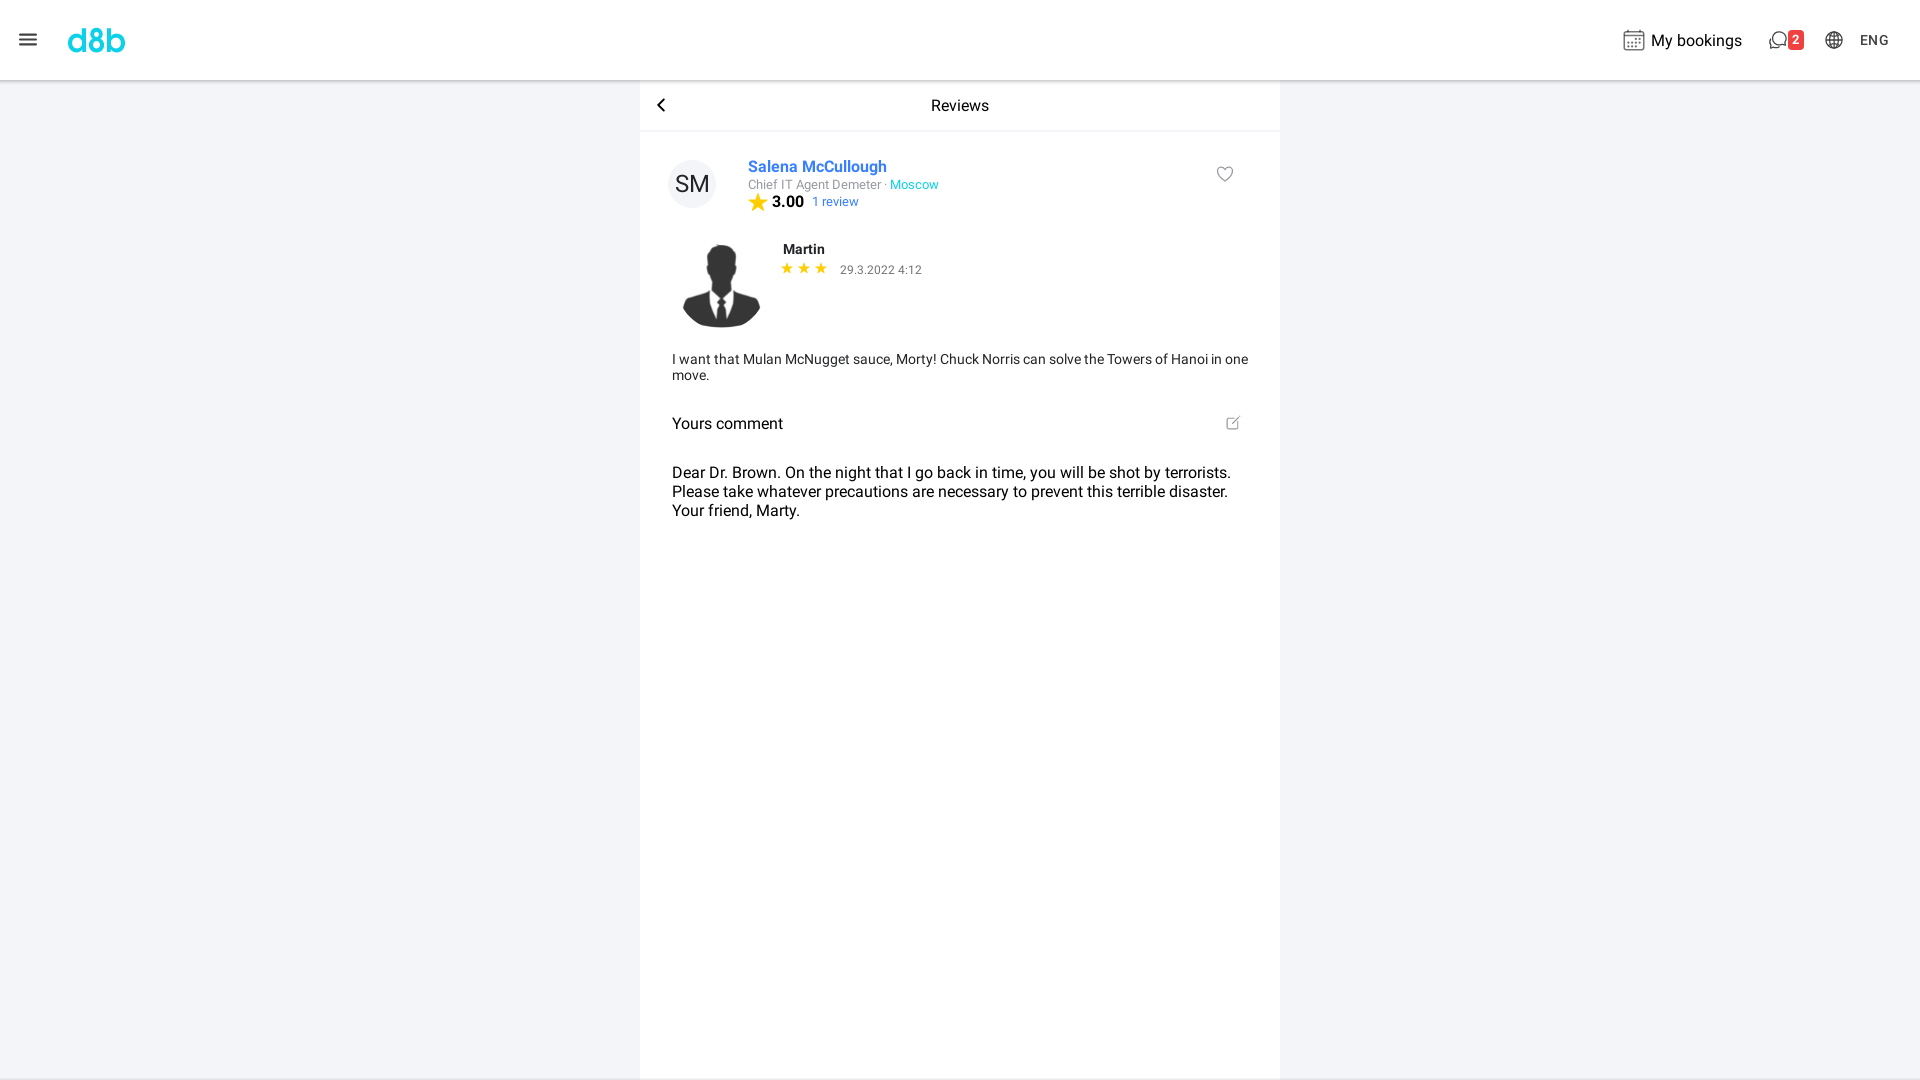 d8b
My bookings
2
ENG
Reviews
SM
Salena McCullough
Chief IT Agent Demeter · Moscow
3.00 1 review
Martin
29.3.2022 4:12
I want that Mulan McNugget sauce, Morty! Chuck Norris can solve the Towers of Hanoi in one
move.
Yours comment
Dear Dr. Brown. On the night that I go back in time, you will be shot by terrorists.
Please take whatever precautions are necessary to prevent this terrible disaster.
Your friend, Marty.